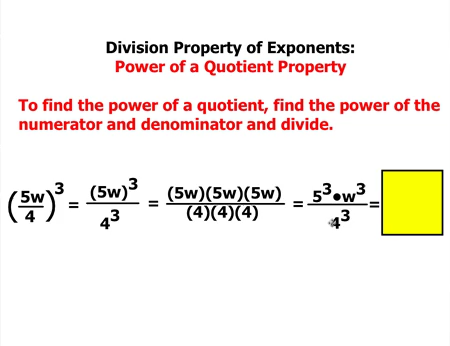 Division Property of Exponents:
Power of a Quotient Property
To find the power of a quotient, find the power of the
numerator and denominator and divide.
(5w/4)³ = (5w)³/4³ = (5w)(5w)(5w)/(4)(4)(4) = 5³•w³/4³ =